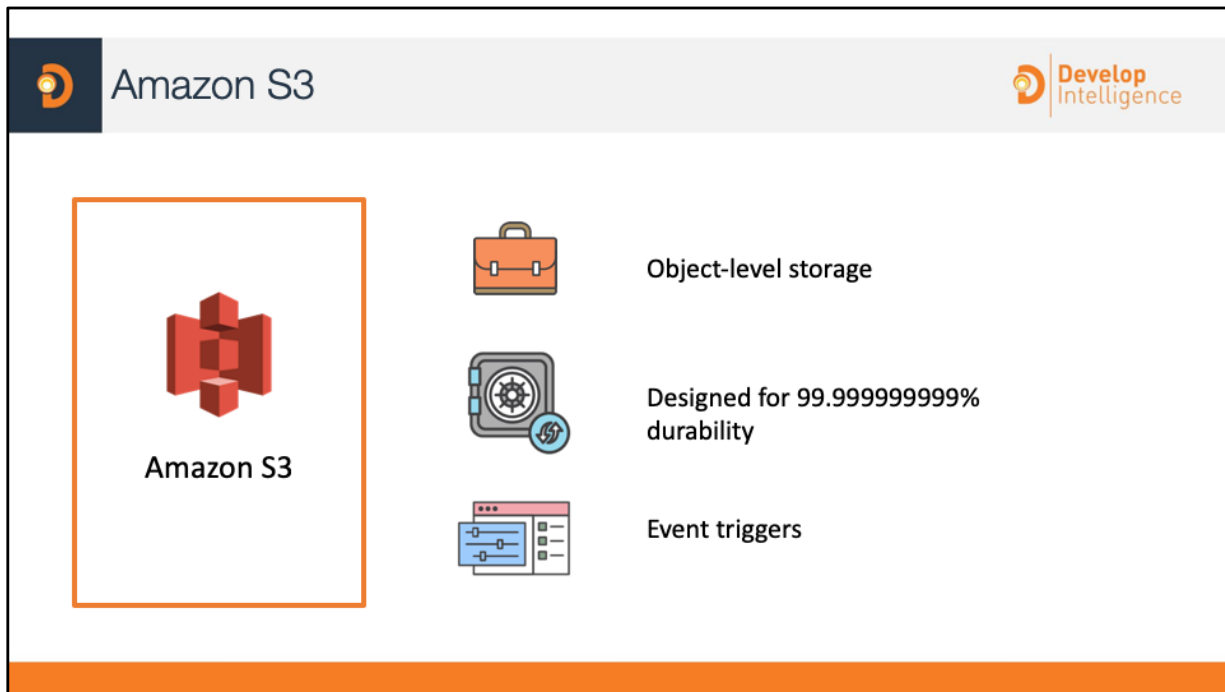 Amazon S3
Develop
Intelligence
Amazon S3
Object-level storage
Designed for 99.999999999%
durability
Event triggers